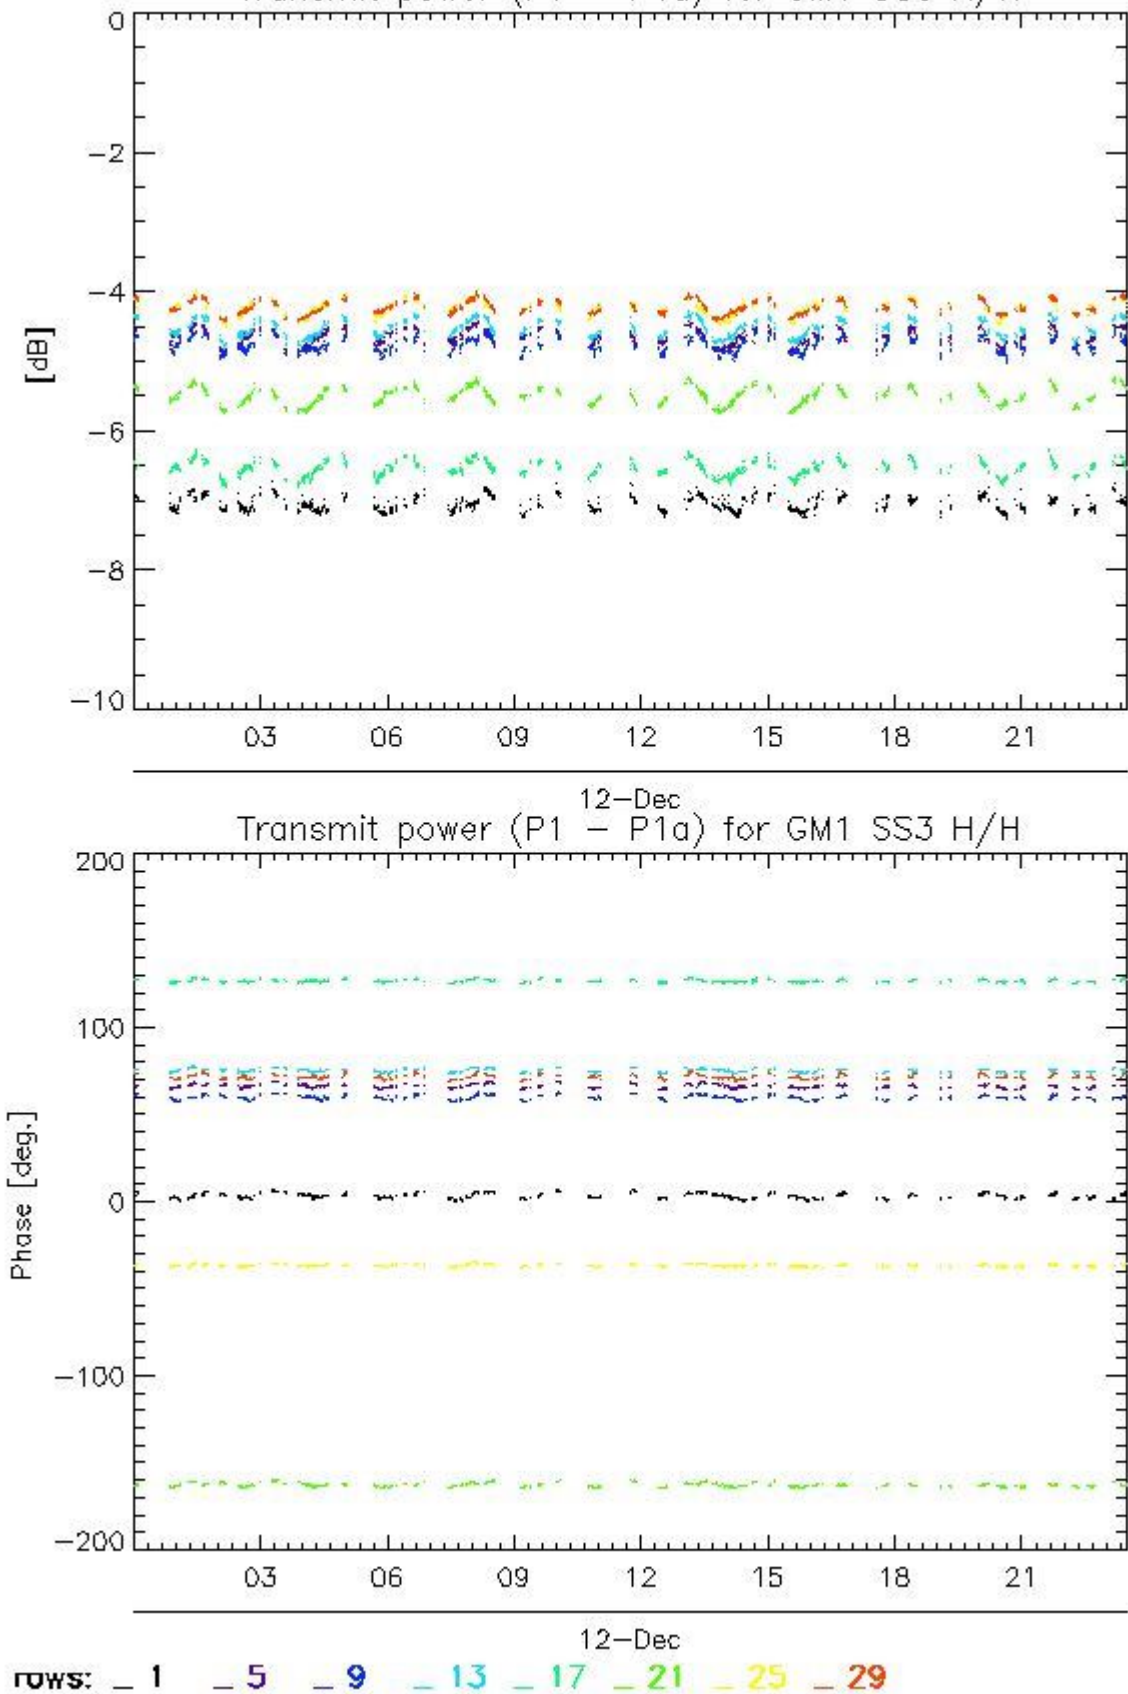 0
−2
−4
−6
−8
−10
[dB]
03 06 09 12 15 18 21
12−Dec
Transmit power (P1 − P1a) for GM1 SS3 H/H
200
100
0
−100
−200
Phase [deg.]
03 06 09 12 15 18 21
12−Dec
rows: _ 1 _ 5 _ 9 _ 13 _ 17 _ 21 _ 25 _ 29